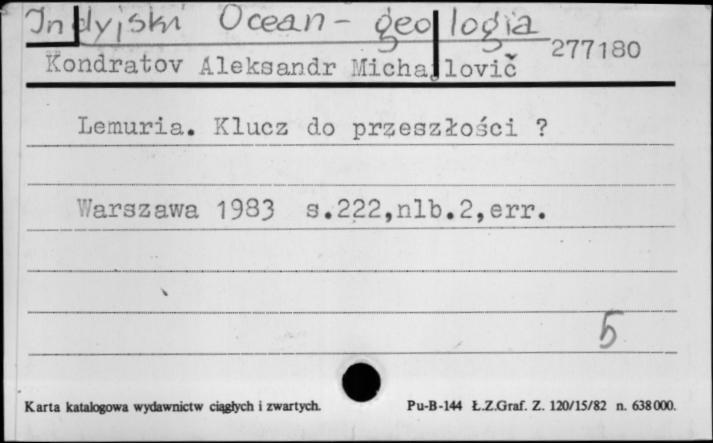 Indyjski Ocean - geologia
277180
Kondratov Aleksandr Michajlovič
Lemuria. Klucz do przeszłości ?
Warszawa 1983 s.222,nlb.2,err.
5
Karta katalogowa wydawnictw ciągłych i zwartych. Pu-B-144 Ł.Z.Graf. Z. 120/15/82 n. 638000.